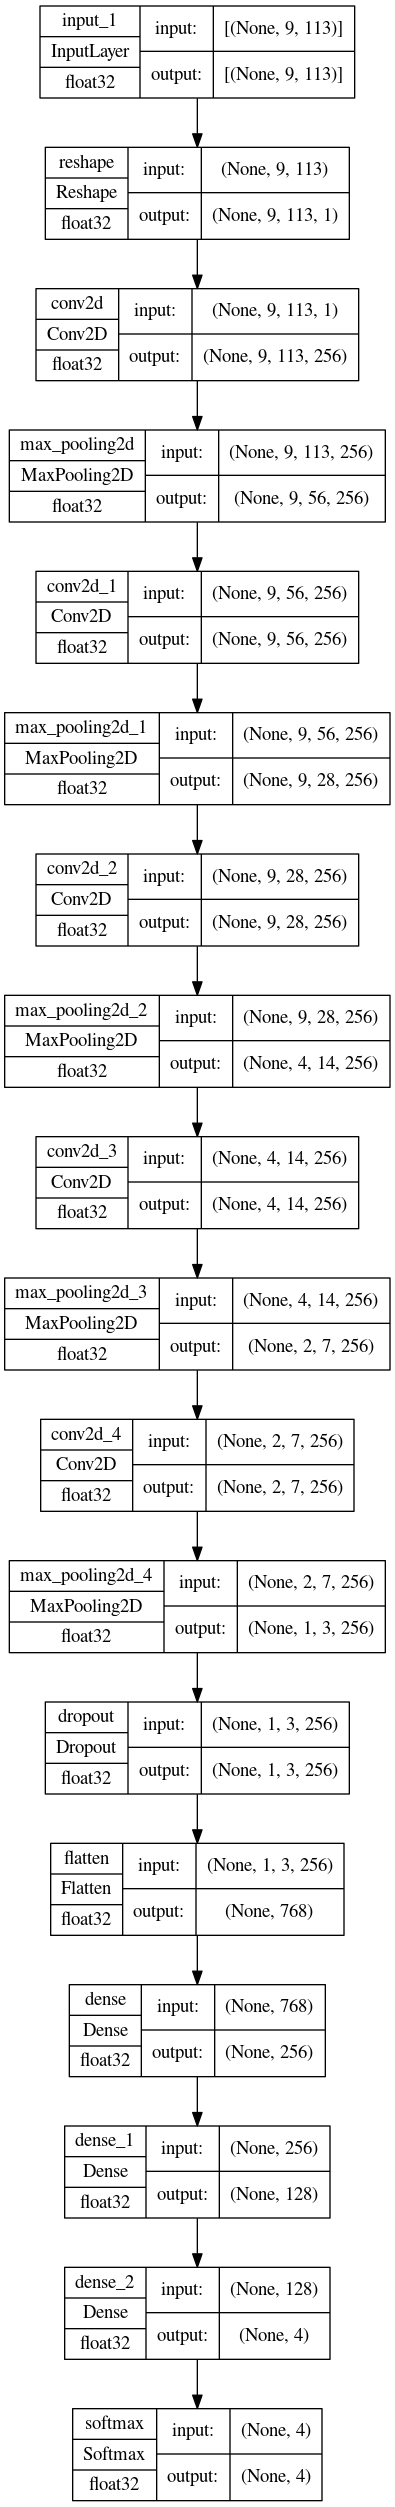 input_1
InputLayer
float32
input:
[(None, 9, 113)]
output:
[(None, 9, 113)]
reshape
Reshape
float32
input:
(None, 9, 113)
output:
(None, 9, 113, 1)
conv2d
Conv2D
float32
input:
(None, 9, 113, 1)
output:
(None, 9, 113, 256)
max_pooling2d
MaxPooling2D
float32
input:
(None, 9, 113, 256)
output:
(None, 9, 56, 256)
conv2d_1
Conv2D
float32
input:
(None, 9, 56, 256)
output:
(None, 9, 56, 256)
max_pooling2d_1
MaxPooling2D
float32
input:
(None, 9, 56, 256)
output:
(None, 9, 28, 256)
conv2d_2
Conv2D
float32
input:
(None, 9, 28, 256)
output:
(None, 9, 28, 256)
max_pooling2d_2
MaxPooling2D
float32
input:
(None, 9, 28, 256)
output:
(None, 4, 14, 256)
conv2d_3
Conv2D
float32
input:
(None, 4, 14, 256)
output:
(None, 4, 14, 256)
max_pooling2d_3
MaxPooling2D
float32
input:
(None, 4, 14, 256)
output:
(None, 2, 7, 256)
conv2d_4
Conv2D
float32
input:
(None, 2, 7, 256)
output:
(None, 2, 7, 256)
max_pooling2d_4
MaxPooling2D
float32
input:
(None, 2, 7, 256)
output:
(None, 1, 3, 256)
dropout
Dropout
float32
input:
(None, 1, 3, 256)
output:
(None, 1, 3, 256)
flatten
Flatten
float32
input:
(None, 1, 3, 256)
output:
(None, 768)
dense
Dense
float32
input:
(None, 768)
output:
(None, 256)
dense_1
Dense
float32
input:
(None, 256)
output:
(None, 128)
dense_2
Dense
float32
input:
(None, 128)
output:
(None, 4)
softmax
Softmax
float32
input:
(None, 4)
output:
(None, 4)